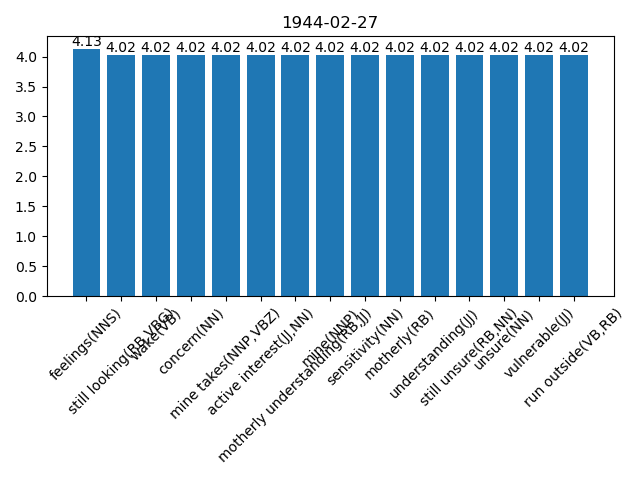 1944-02-27
4.13 4.02 4.02 4.02 4.02 4.02 4.02 4.02 4.02 4.02 4.02 4.02 4.02 4.02 4.02
4.0
3.5
3.0
2.5
2.0
1.5
1.0
0.5
0.0
feelings(NNS)
still looking(RB,VBG)
wake(VB)
concern(NN)
mine takes(NNP,VBZ)
active interest(JJ,NN)
motherly understanding(RB,JJ)
mine(NNP)
sensitivity(NN)
motherly(RB)
understanding(JJ)
still unsure(RB,NN)
unsure(NN)
vulnerable(JJ)
run outside(VB,RB)